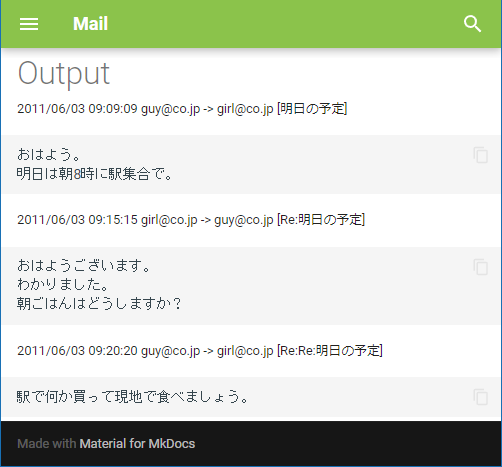 Mail
Output
2011/06/03 09:09:09 guy@co.jp -> girl@co.jp [明日の予定]
おはよう。
明日は朝8時に駅集合で。
2011/06/03 09:15:15 girl@co.jp -> guy@co.jp [Re:明日の予定]
おはようございます。
わかりました。
朝ごはんはどうしますか？
2011/06/03 09:20:20 guy@co.jp -> girl@co.jp [Re:Re:明日の予定]
駅で何か買って現地で食べましょう。
Made with Material for MkDocs